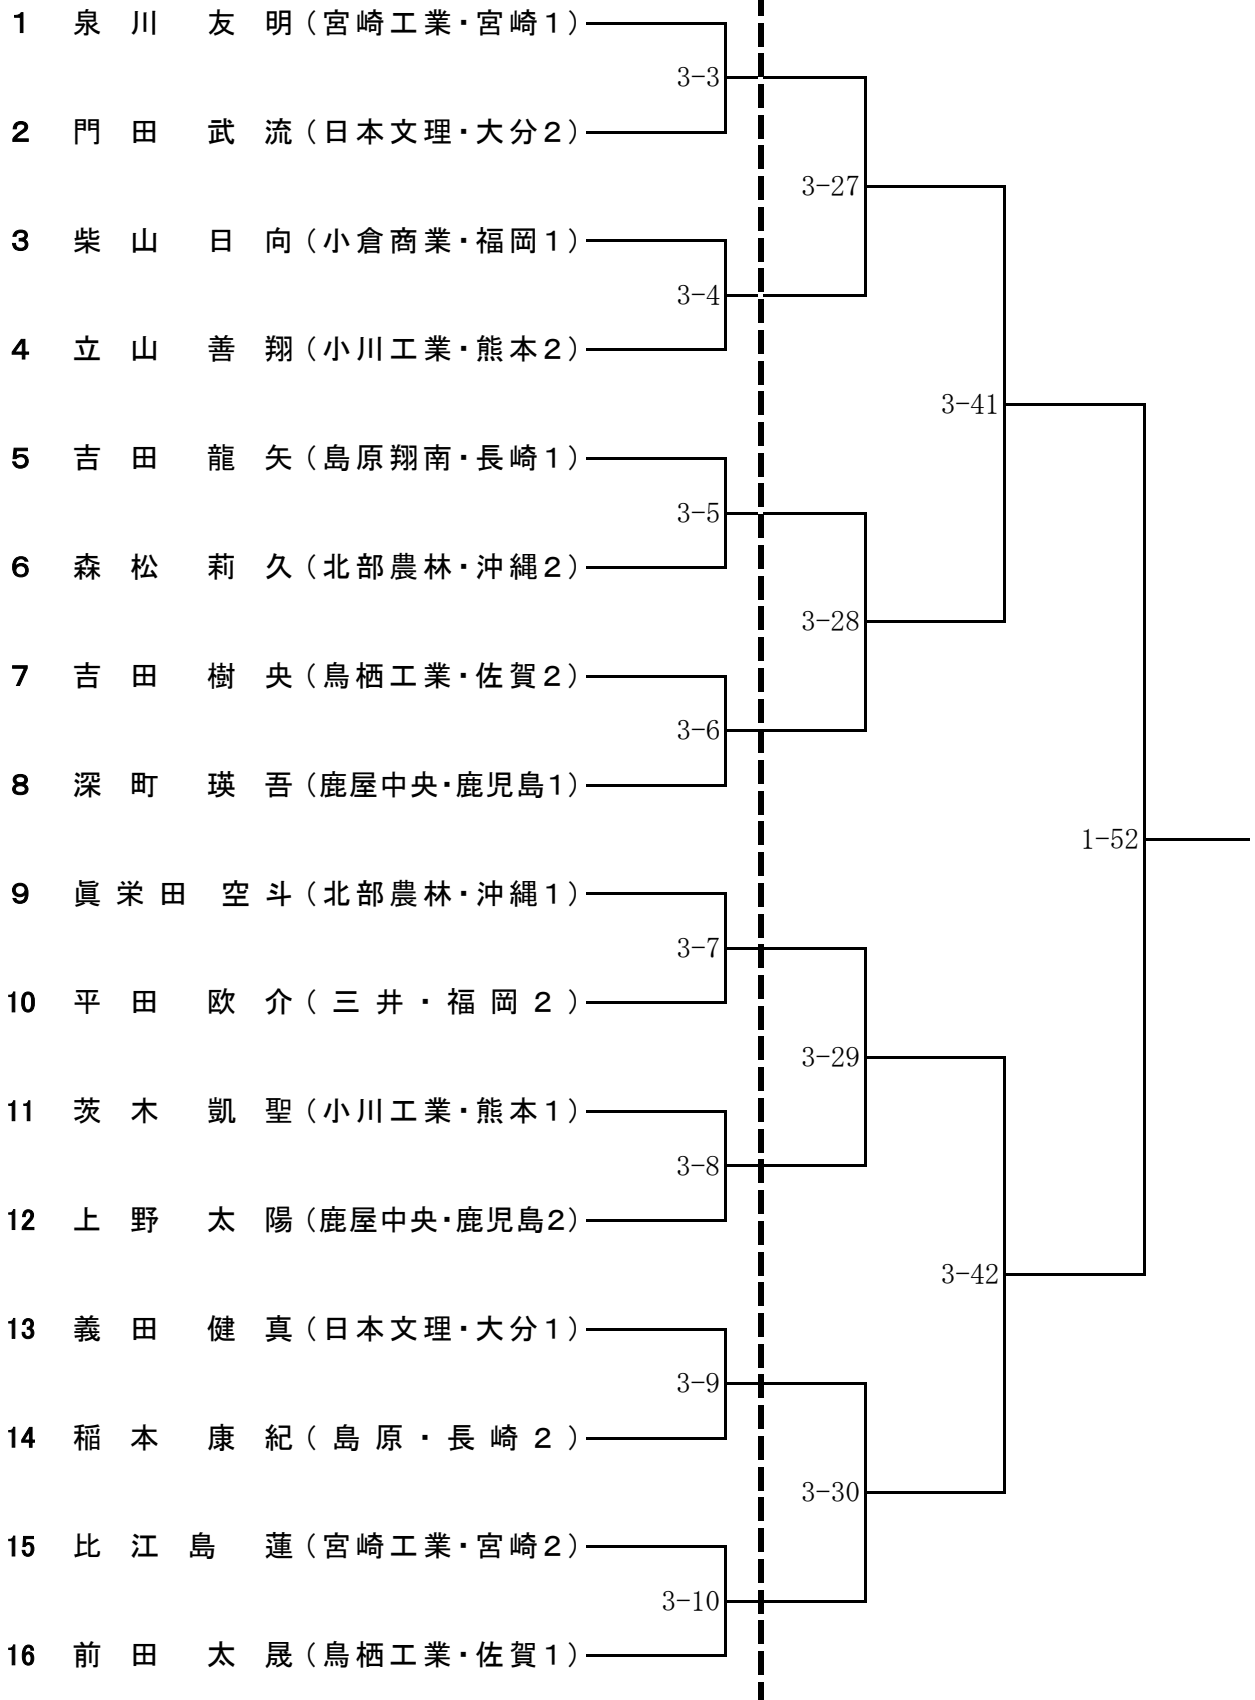 1 泉川 友明（宮崎工業・宮崎1）
3-3
2 門田 武流（日本文理・大分2）
3-27
3 柴山 日向（小倉商業・福岡1）
3-4
4 立山 善翔（小川工業・熊本2）
3-41
5 吉田 龍矢（島原翔南・長崎1）
3-5
6 森松 莉久（北部農林・沖縄2）
3-28
7 吉田 樹央（鳥栖工業・佐賀2）
3-6
8 深町 瑛吾（鹿屋中央・鹿児島1）
1-52
9 眞栄田 空斗（北部農林・沖縄1）
3-7
10 平田 欧介（三井・福岡2）
3-29
11 茨木 凱聖（小川工業・熊本1）
3-8
12 上野 太陽（鹿屋中央・鹿児島2）
3-42
13 義田 健真（日本文理・大分1）
3-9
14 稲本 康紀（島原・長崎2）
3-30
15 比江島 蓮（宮崎工業・宮崎2）
3-10
16 前田 太晟（鳥栖工業・佐賀1）